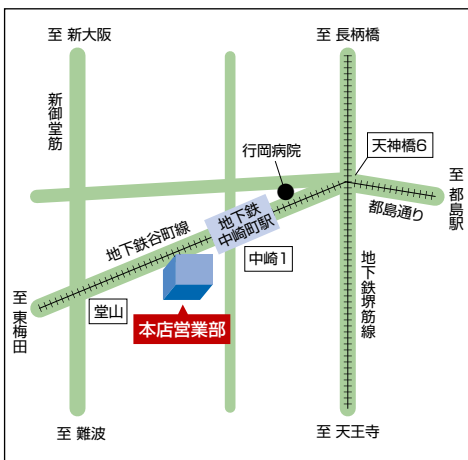 至 新大阪
至 長柄橋
新御堂筋
行岡病院
天神橋6
至 都島駅
都島通り
地下鉄谷町線
地下鉄
中崎町駅
中崎1
地下鉄堺筋線
至 東梅田
堂山
本店営業部
至 難波
至 天王寺